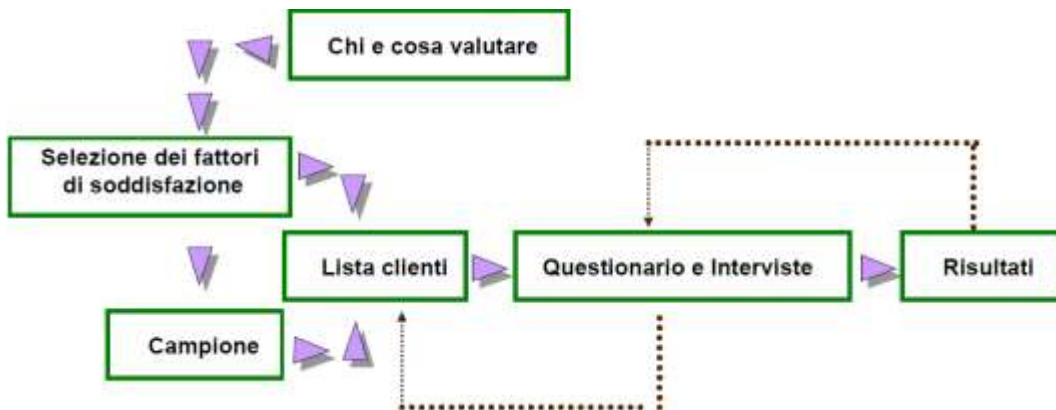 Chi e cosa valutare
Selezione dei fattori
di soddisfazione
Lista clienti
Questionario e Interviste
Risultati
Campione